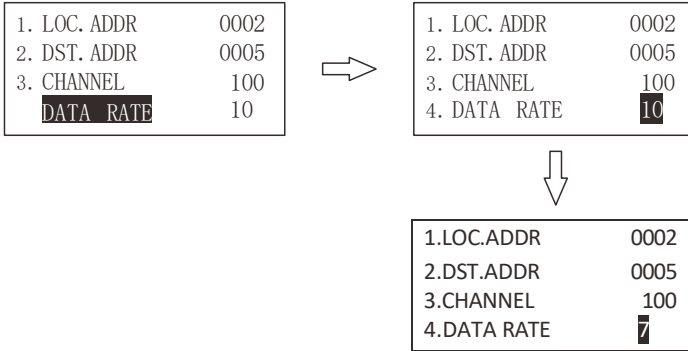 1. LOC. ADDR 0002
2. DST. ADDR 0005
3. CHANNEL 100
DATA RATE 10
1. LOC. ADDR 0002
2. DST. ADDR 0005
3. CHANNEL 100
4. DATA RATE 10
1.LOC.ADDR 0002
2.DST.ADDR 0005
3.CHANNEL 100
4.DATA RATE 7